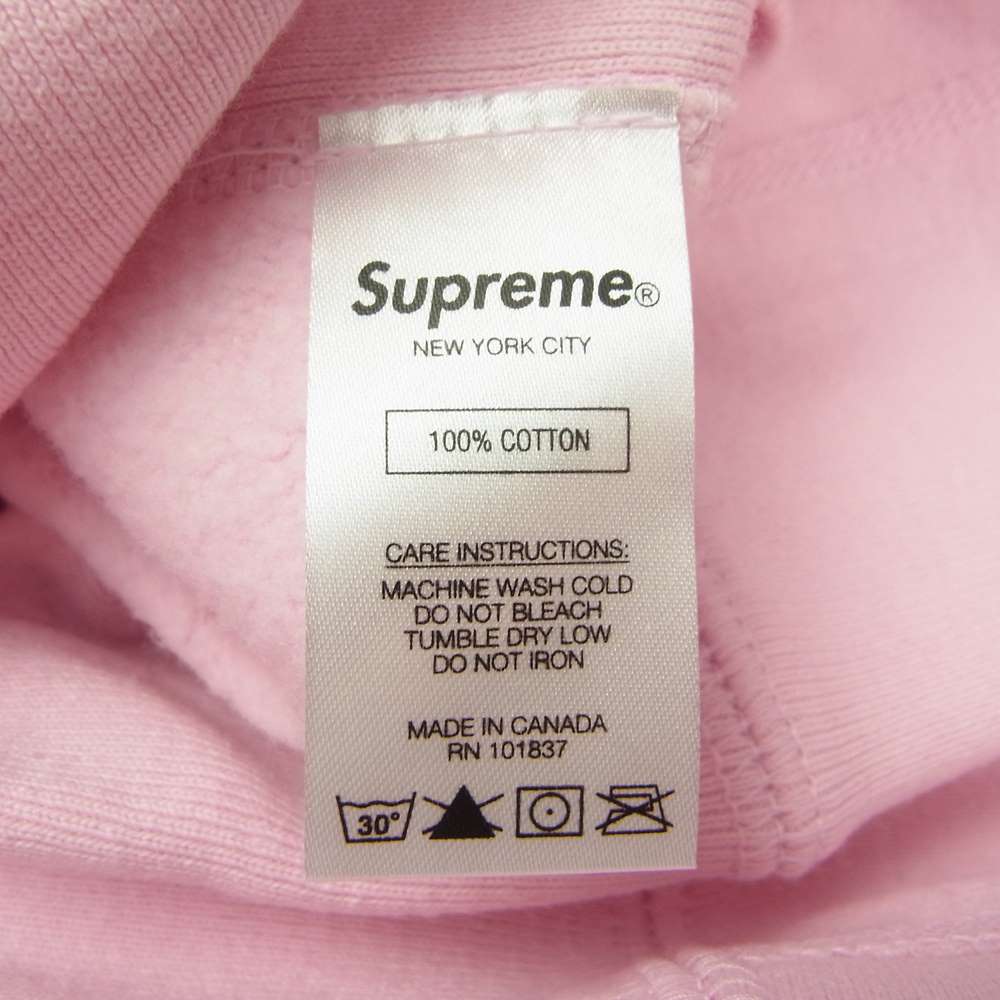 Supreme®
NEW YORK CITY
100% COTTON
CARE INSTRUCTIONS:
MACHINE WASH COLD
DO NOT BLEACH
TUMBLE DRY LOW
DO NOT IRON
MADE IN CANADA
RN 101837
30°